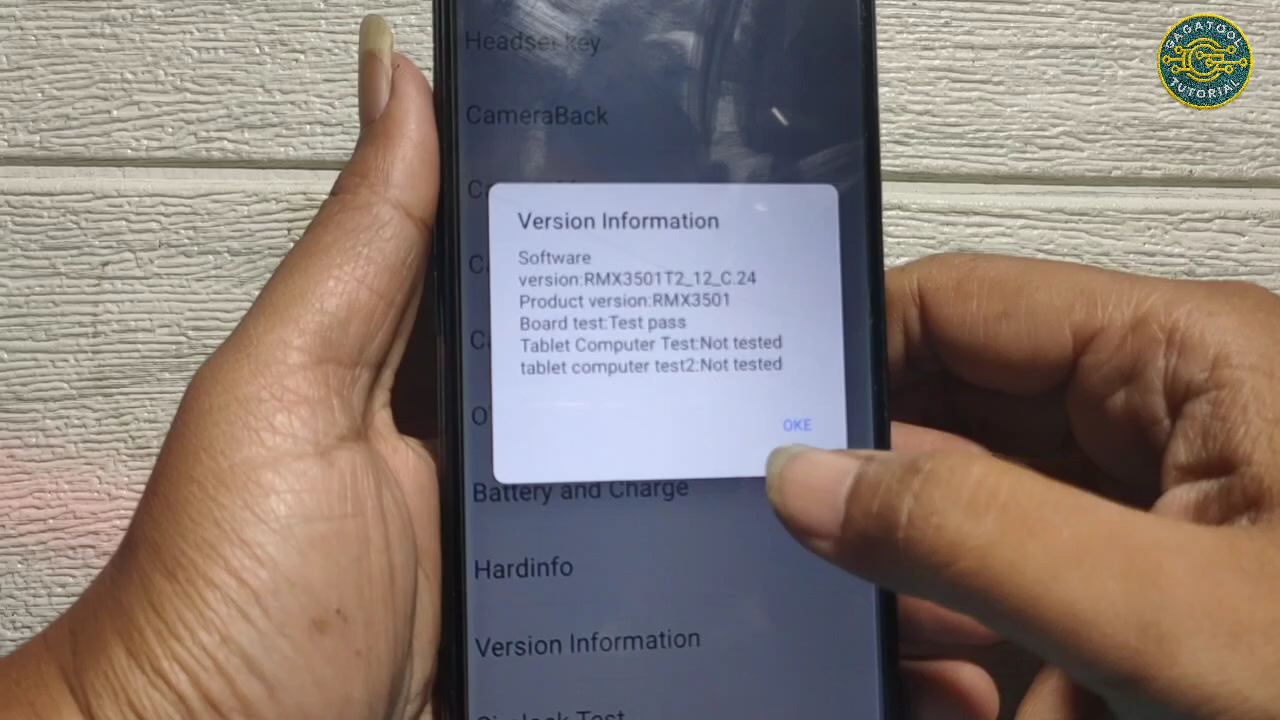 GAGATOOL
TUTORIAL
Headset key
CameraBack
Version Information
Software
version:RMX3501T2_12_C.24
Product version:RMX3501
Board test:Test pass
Tablet Computer Test:Not tested
tablet computer test2:Not tested
OKE
Battery and Charge
Hardinfo
Version Information